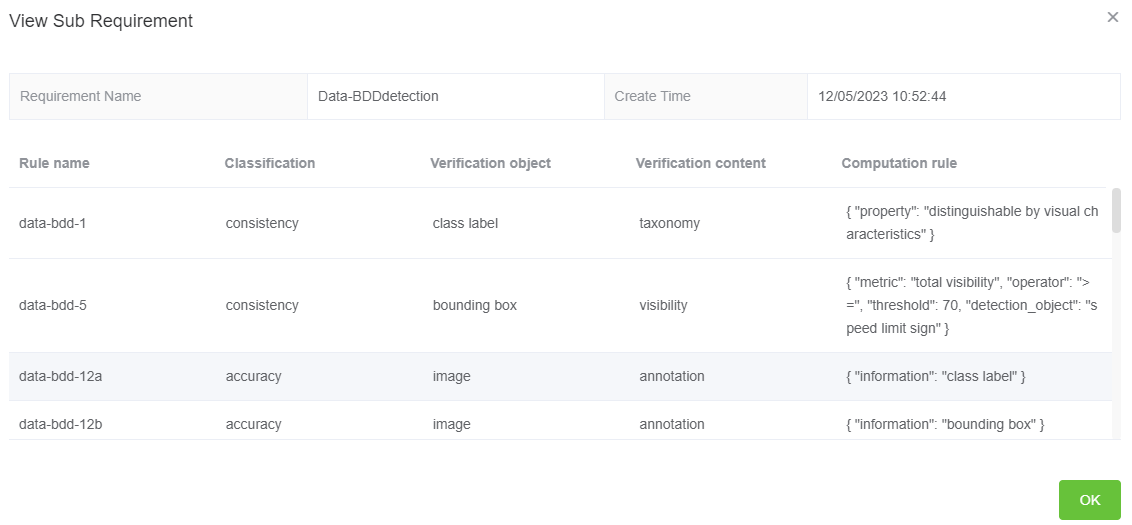 View Sub Requirement
×
Requirement Name Data-BDDdetection Create Time 12/05/2023 10:52:44
Rule name Classification Verification object Verification content Computation rule
data-bdd-1 consistency class label taxonomy { "property": "distinguishable by visual ch
aracteristics" }
data-bdd-5 consistency bounding box visibility { "metric": "total visibility", "operator": ">
=", "threshold": 70, "detection_object": "s
peed limit sign" }
data-bdd-12a accuracy image annotation { "information": "class label" }
data-bdd-12b accuracy image annotation { "information": "bounding box" }
OK